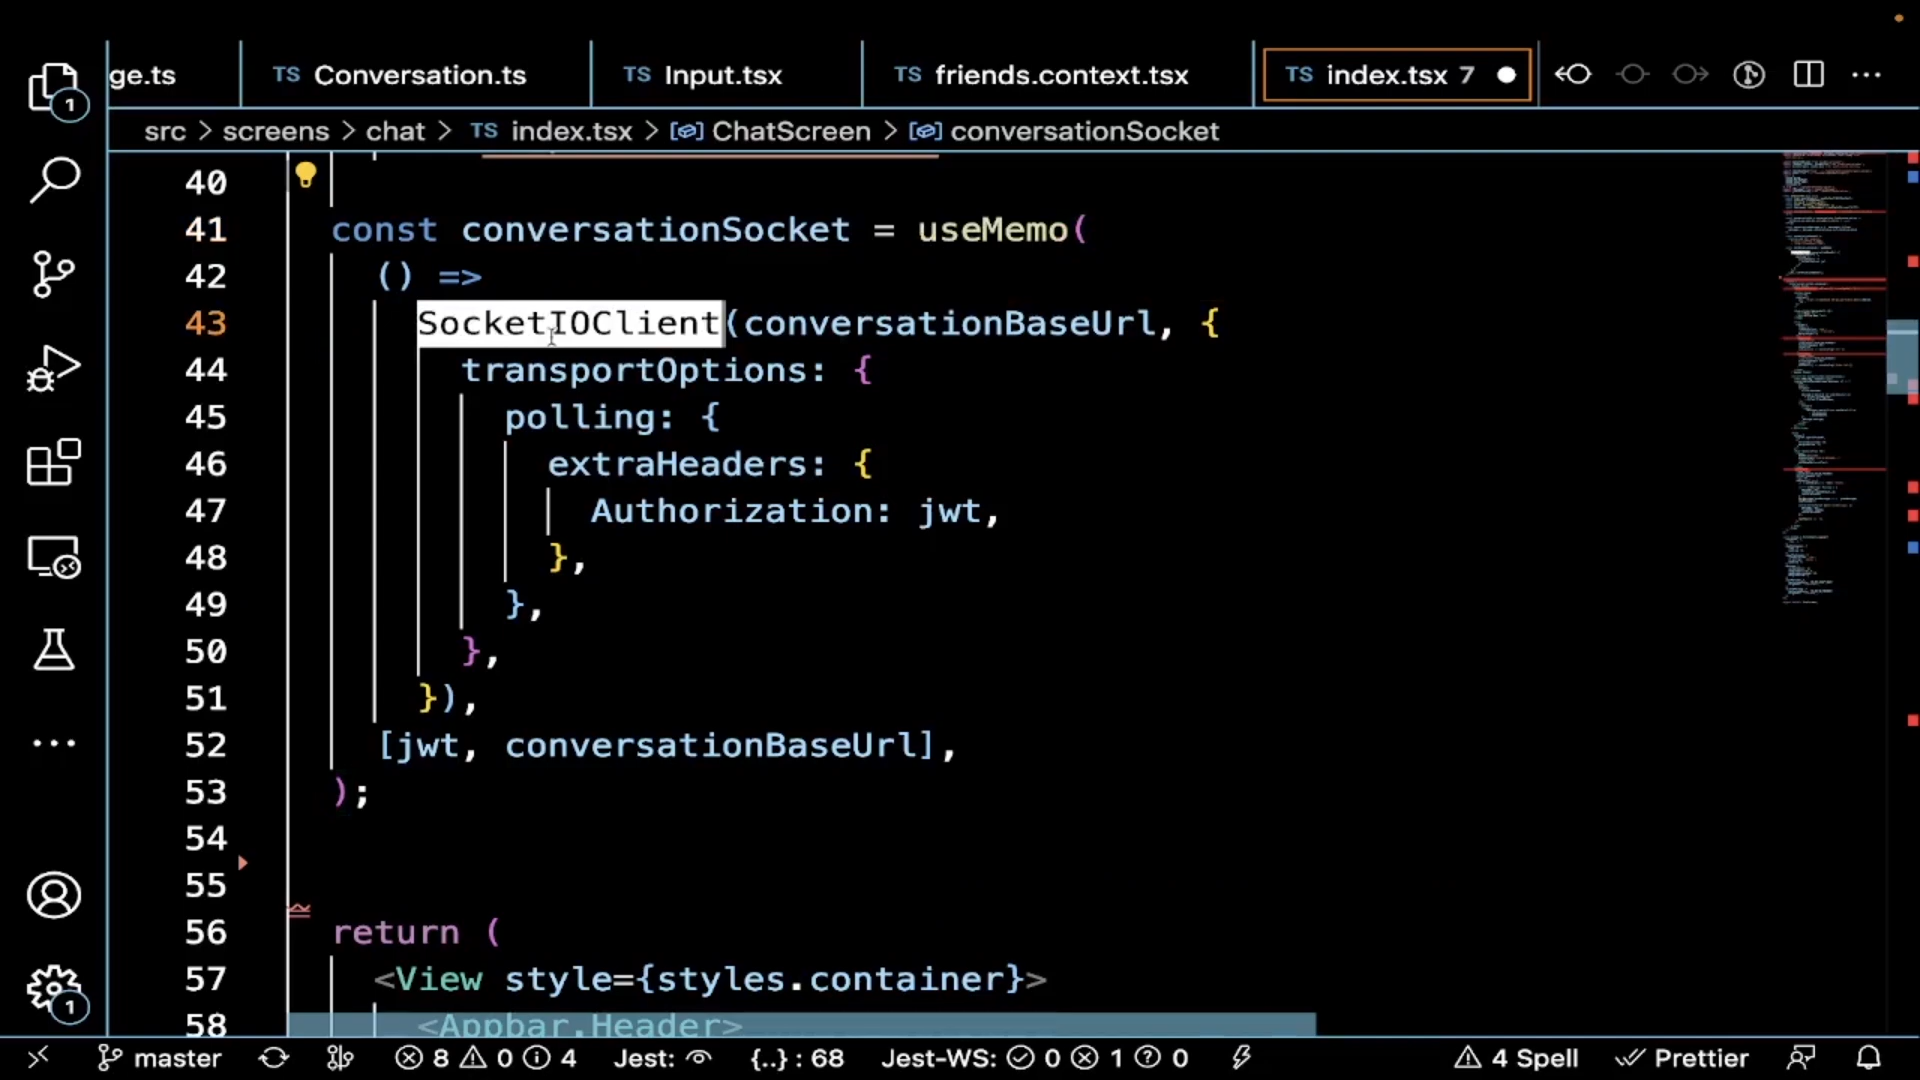 ge.ts
TS Conversation.ts
TS Input.tsx
TS friends.context.tsx
TS index.tsx 7
src > screens > chat > TS index.tsx > ChatScreen > conversationSocket
40
41 const conversationSocket = useMemo(
42 () =>
43 SocketIOClient(conversationBaseUrl, {
44 transportOptions: {
45 polling: {
46 extraHeaders: {
47 Authorization: jwt,
48 },
49 },
50 },
51 }),
52 [jwt, conversationBaseUrl],
53 );
54
55
56 return (
57 <View style={styles.container}>
58 <Appbar.Header>
1
1
master 8 0 4 Jest: {..} : 68 Jest-WS: 0 1 0 4 Spell Prettier